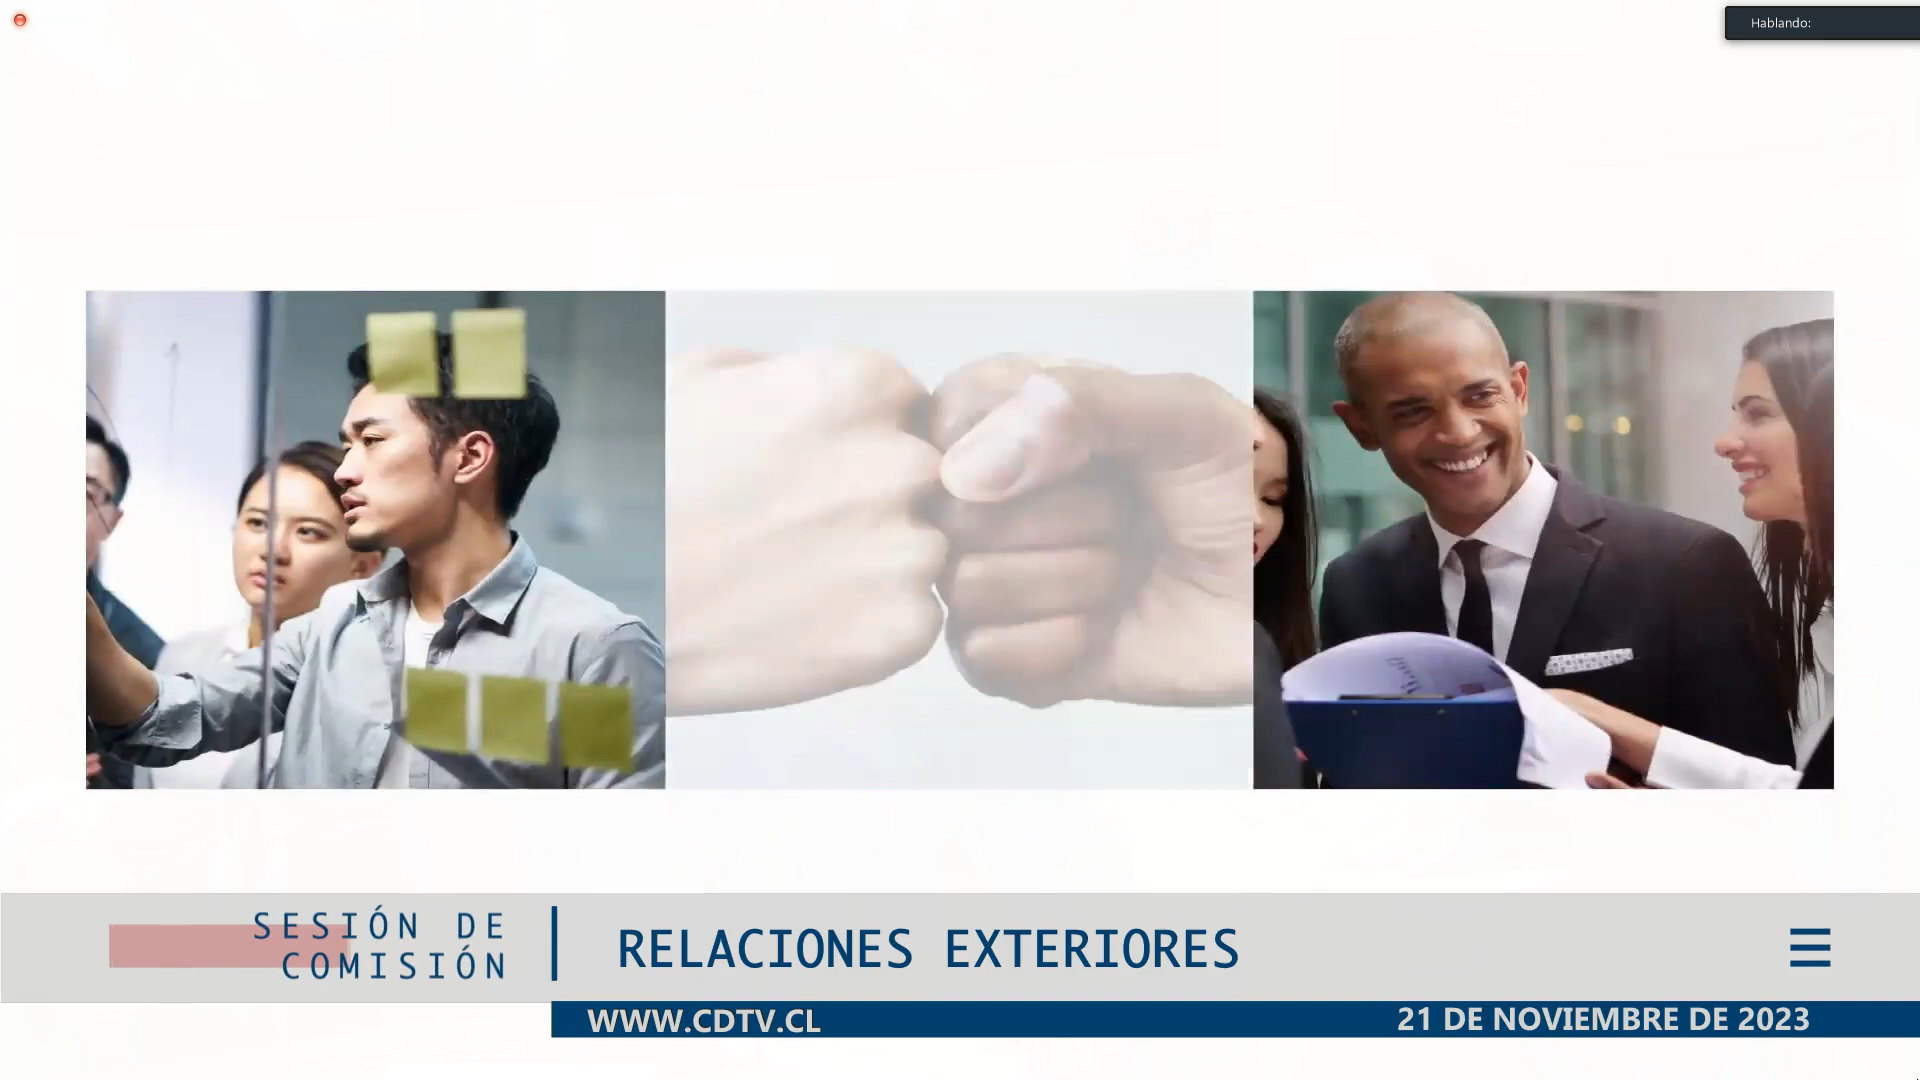 Hablando:
SESIÓN DE
COMISIÓN
RELACIONES EXTERIORES
WWW.CDTV.CL
21 DE NOVIEMBRE DE 2023